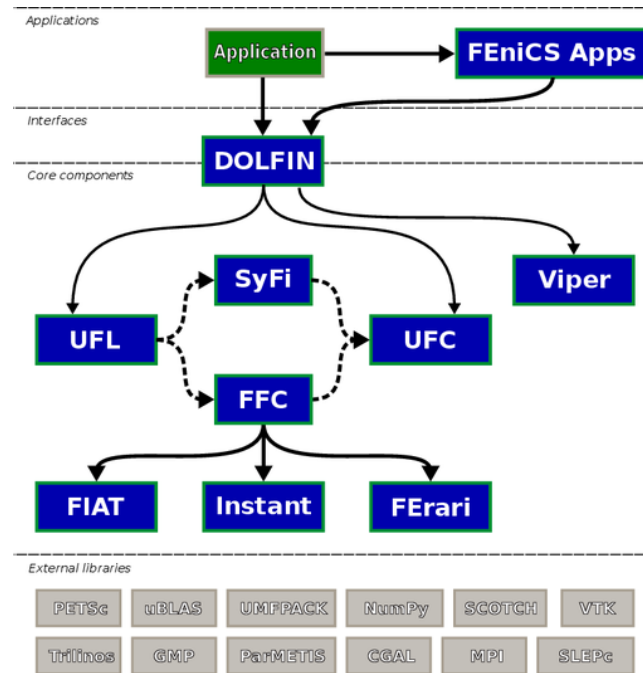 Applications
Application
FEniCS Apps
Interfaces
DOLFIN
Core components
SyFi
Viper
UFL
UFC
FFC
FIAT
Instant
FErari
External libraries
PETSc uBLAS UMFPACK NumPy SCOTCH VTK
Trilinos GMP ParMETIS CGAL MPI SLEPc